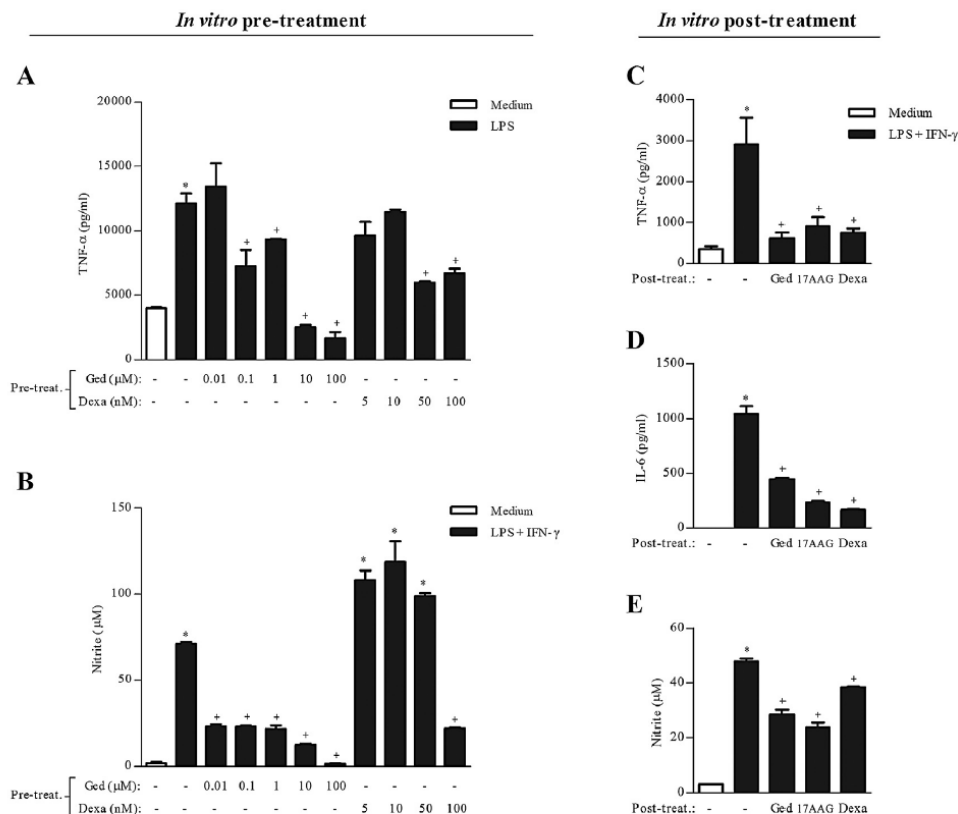 In vitro pre-treatment
In vitro post-treatment
A
20000
15000
10000
5000
0
TNF-α (pg/ml)
Medium
LPS
+
*
+ +
+ +
+ +
Pre-treat.
Ged (μM): - - 0.01 0.1 1 10 100 - - - -
Dexa (nM): - - - - - - - 5 10 50 100
B
150
100
50
0
Nitrite (μM)
Medium
LPS + IFN-γ
*
+ + + + +
* * * +
Pre-treat.
Ged (μM): - - 0.01 0.1 1 10 100 - - - -
Dexa (nM): - - - - - - - 5 10 50 100
C
4000
3000
2000
1000
0
TNF-α (pg/ml)
Medium
LPS + IFN-γ
*
+ + +
Post-treat.: - - Ged 17AAG Dexa
D
1500
1000
500
0
IL-6 (pg/ml)
*
+ + +
Post-treat.: - - Ged 17AAG Dexa
E
60
40
20
0
Nitrite (μM)
*
+ + +
Post-treat.: - - Ged 17AAG Dexa